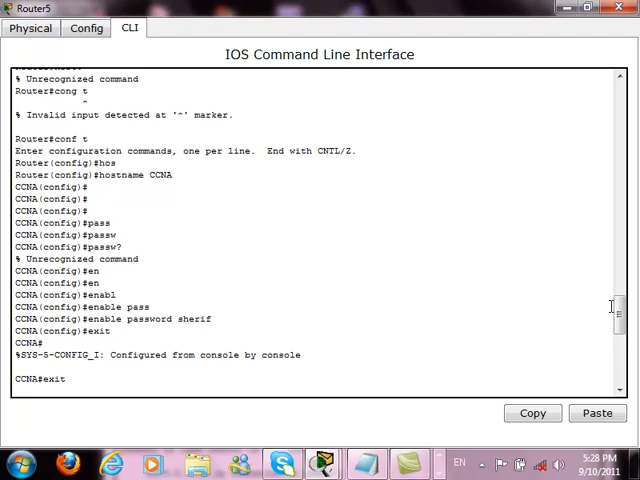 Router5
Physical
Config
CLI
IOS Command Line Interface
% Unrecognized command
Router#cong t
^
% Invalid input detected at '^' marker.
Router#conf t
Enter configuration commands, one per line.  End with CNTL/Z.
Router(config)#hos
Router(config)#hostname CCNA
CCNA(config)#
CCNA(config)#
CCNA(config)#
CCNA(config)#pass
CCNA(config)#passw
CCNA(config)#passw?
% Unrecognized command
CCNA(config)#en
CCNA(config)#en
CCNA(config)#enabl
CCNA(config)#enable pass
CCNA(config)#enable password sherif
CCNA(config)#exit
CCNA#
%SYS-5-CONFIG_I: Configured from console by console
CCNA#exit
Copy
Paste
EN
5:28 PM
9/10/2011